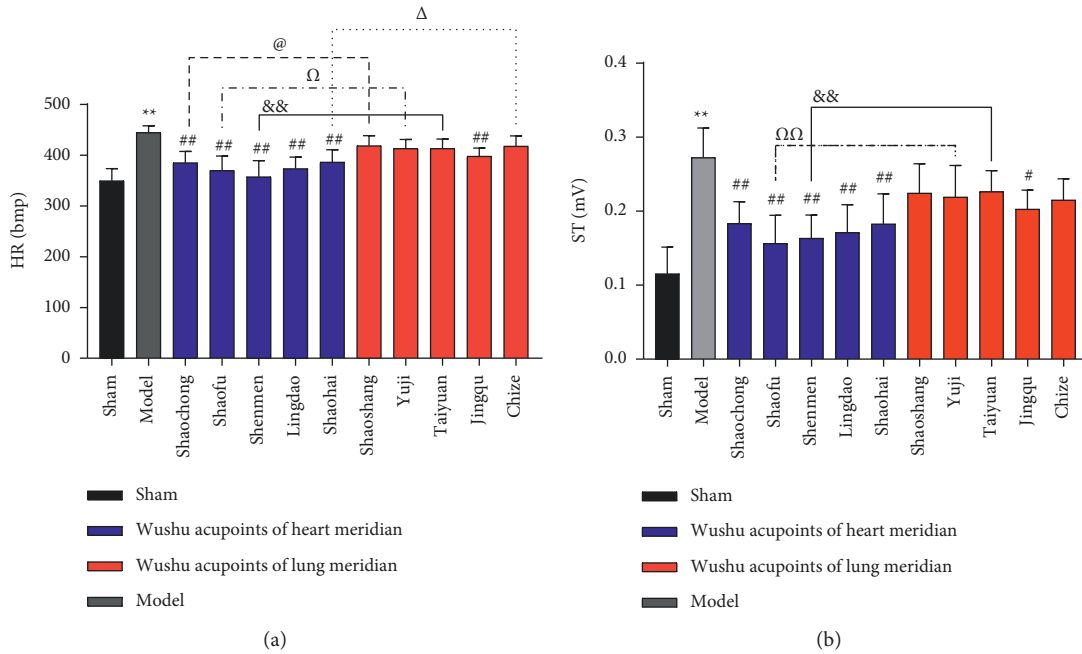 Δ
@
Ω
&&
**
##
##
##
##
##
##
500
400
300
200
100
0
HR (bmp)
Sham
Model
Shaochong
Shaofu
Shenmen
Lingdao
Shaohai
Shaoshang
Yuji
Taiyuan
Jingqu
Chize
Sham
Wushu acupoints of heart meridian
Wushu acupoints of lung meridian
Model
(a)
&&
ΩΩ
**
##
##
##
##
##
#
0.4
0.3
0.2
0.1
0.0
ST (mV)
Sham
Model
Shaochong
Shaofu
Shenmen
Lingdao
Shaohai
Shaoshang
Yuji
Taiyuan
Jingqu
Chize
Sham
Wushu acupoints of heart meridian
Wushu acupoints of lung meridian
Model
(b)